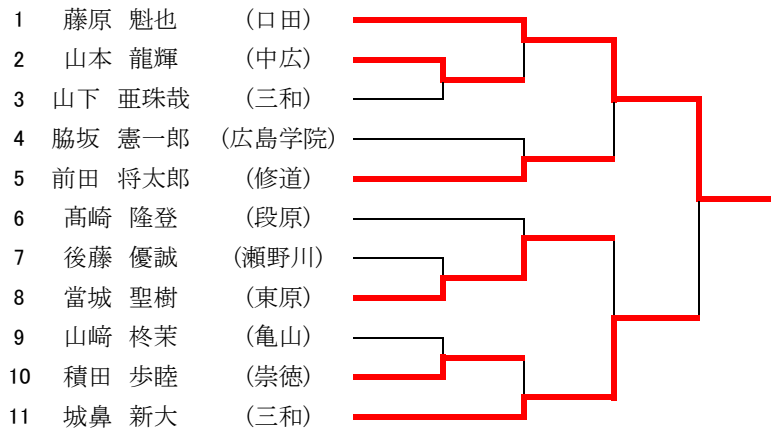 1 藤原 魁也 (口田)
2 山本 龍輝 (中広)
3 山下 亜珠哉 (三和)
4 脇坂 憲一郎 (広島学院)
5 前田 将太郎 (修道)
6 髙崎 隆登 (段原)
7 後藤 優誠 (瀬野川)
8 當城 聖樹 (東原)
9 山﨑 柊茉 (亀山)
10 積田 歩睦 (崇徳)
11 城鼻 新大 (三和)